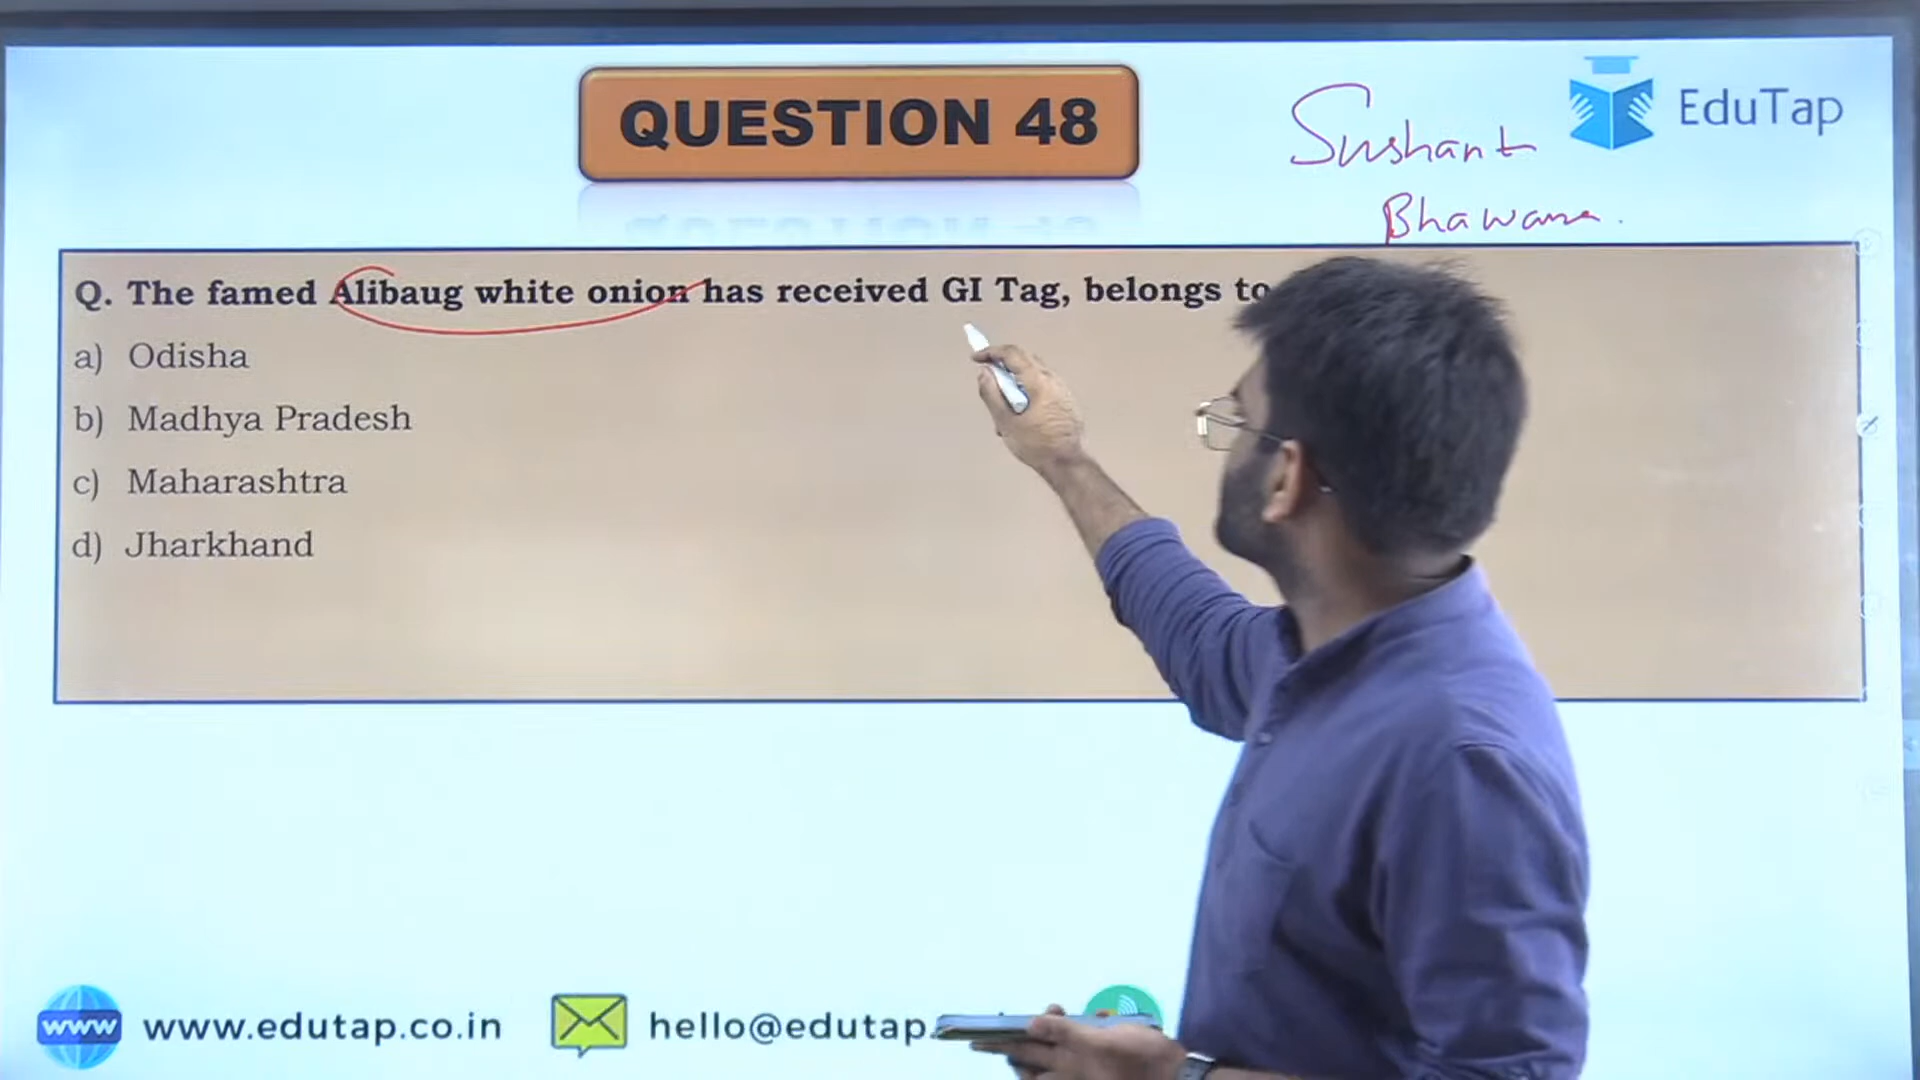 QUESTION 48
Sushant
Bhawana
EduTap
Q. The famed Alibaug white onion has received GI Tag, belongs to
a) Odisha
b) Madhya Pradesh
c) Maharashtra
d) Jharkhand
www www.edutap.co.in
hello@edutap.